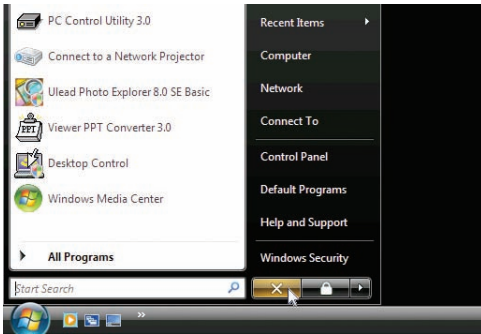 PC Control Utility 3.0
Connect to a Network Projector
Ulead Photo Explorer 8.0 SE Basic
PPT
Viewer PPT Converter 3.0
Desktop Control
Windows Media Center
All Programs
Start Search
Recent Items
Computer
Network
Connect To
Control Panel
Default Programs
Help and Support
Windows Security